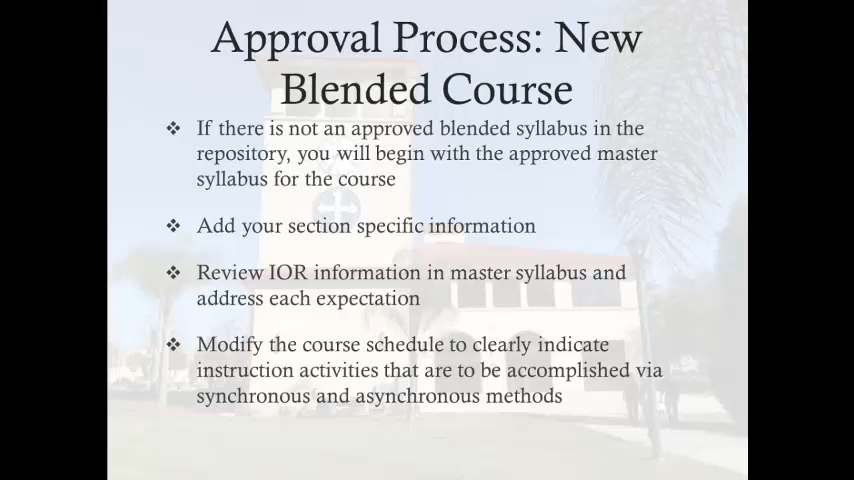 Approval Process: New
Blended Course
❖ If there is not an approved blended syllabus in the
repository, you will begin with the approved master
syllabus for the course
❖ Add your section specific information
❖ Review IOR information in master syllabus and
address each expectation
❖ Modify the course schedule to clearly indicate
instruction activities that are to be accomplished via
synchronous and asynchronous methods